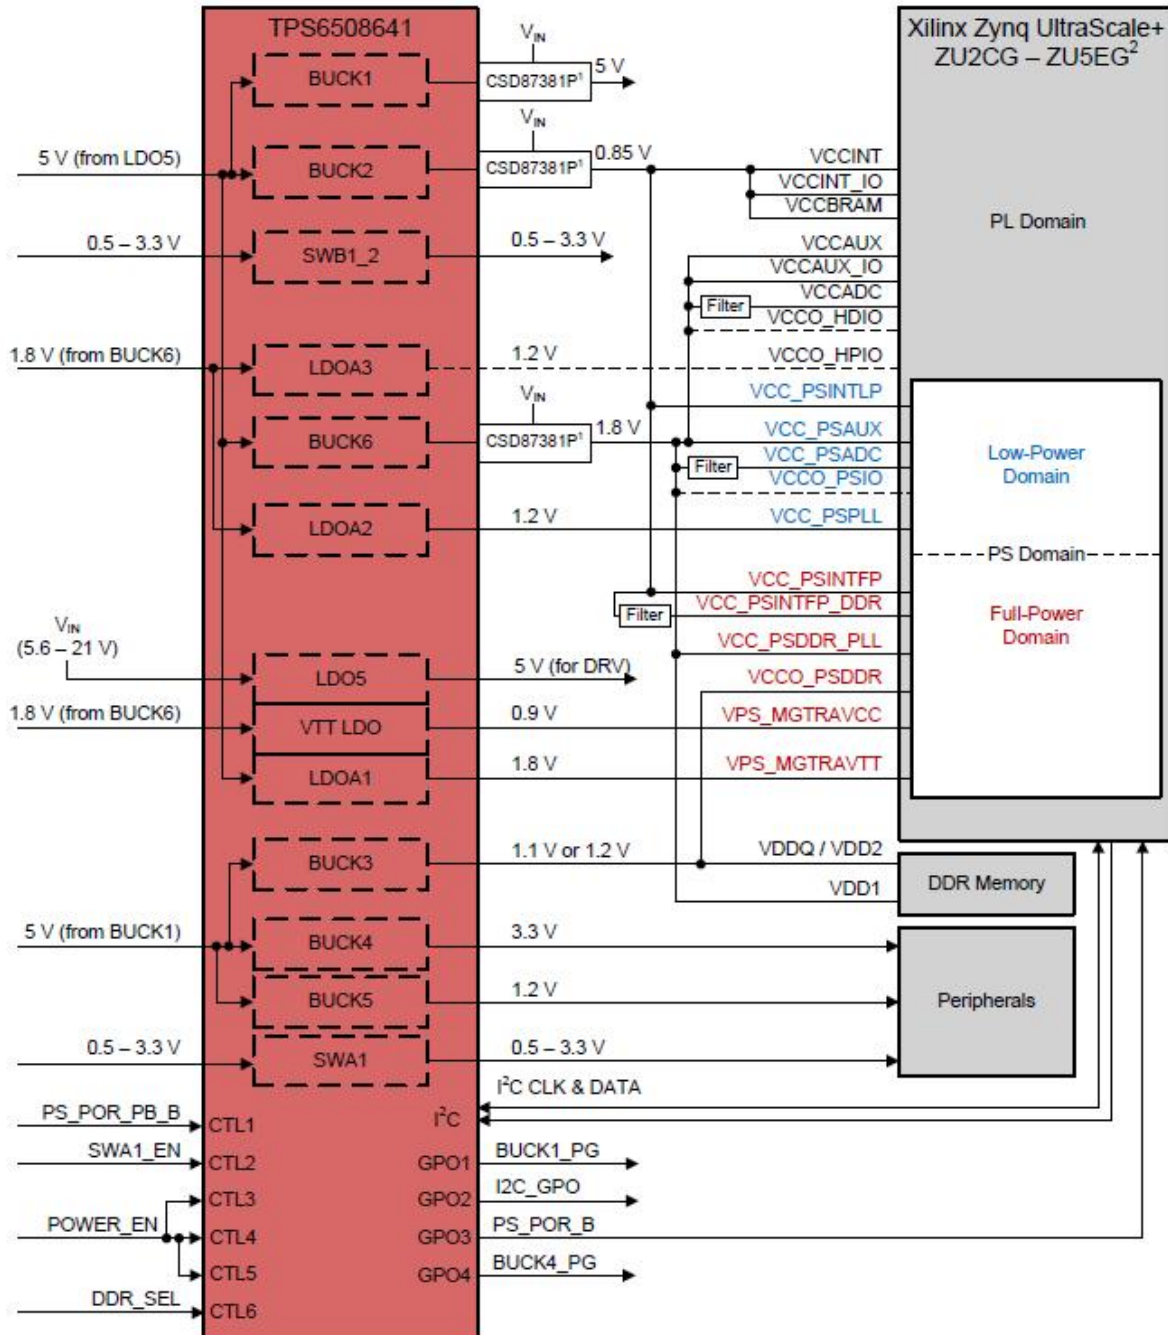 TPS6508641
Xilinx Zynq UltraScale+
ZU2CG – ZU5EG²
VIN
BUCK1
CSD87381P¹
5 V
VIN
5 V (from LDO5)
BUCK2
CSD87381P¹
0.85 V
VCCINT
VCCINT_IO
VCCBRAM
PL Domain
0.5 – 3.3 V
SWB1_2
0.5 – 3.3 V
VCCAUX
VCCAUX_IO
Filter
VCCADC
VCCO_HDIO
1.8 V (from BUCK6)
LDOA3
1.2 V
VCCO_HPIO
VIN
VCC_PSINTLP
BUCK6
CSD87381P¹
1.8 V
VCC_PSAUX
Filter
VCC_PSADC
VCCO_PSIO
Low-Power
Domain
LDOA2
1.2 V
VCC_PSPLL
PS Domain
VCC_PSINTFP
Filter
VCC_PSINTFP_DDR
Full-Power
Domain
VIN
(5.6 – 21 V)
VCC_PSDDR_PLL
LDO5
5 V (for DRV)
VCCO_PSDDR
1.8 V (from BUCK6)
VTT LDO
0.9 V
VPS_MGTRAVCC
LDOA1
1.8 V
VPS_MGTRAVTT
BUCK3
1.1 V or 1.2 V
VDDQ / VDD2
VDD1
DDR Memory
5 V (from BUCK1)
BUCK4
3.3 V
BUCK5
1.2 V
Peripherals
0.5 – 3.3 V
SWA1
0.5 – 3.3 V
I²C CLK & DATA
PS_POR_PB_B
CTL1
I²C
SWA1_EN
CTL2
GPO1
BUCK1_PG
CTL3
GPO2
I2C_GPO
POWER_EN
CTL4
GPO3
PS_POR_B
CTL5
GPO4
BUCK4_PG
DDR_SEL
CTL6